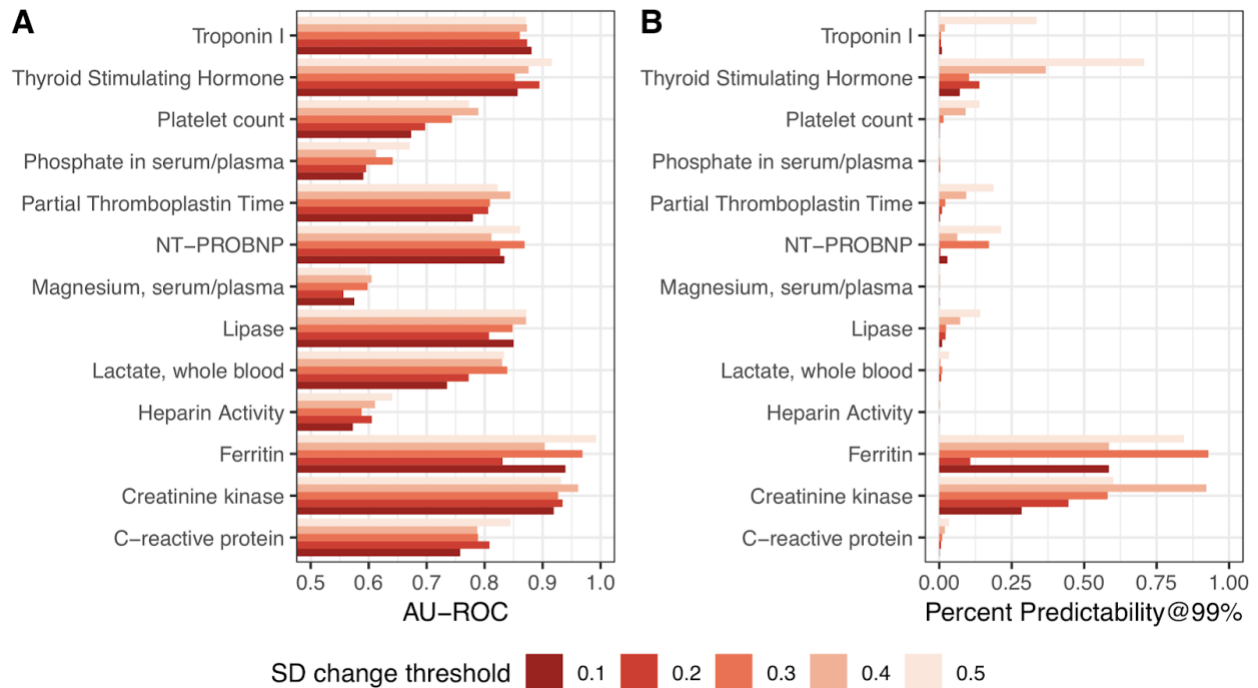 A
Troponin I
Thyroid Stimulating Hormone
Platelet count
Phosphate in serum/plasma
Partial Thromboplastin Time
NT−PROBNP
Magnesium, serum/plasma
Lipase
Lactate, whole blood
Heparin Activity
Ferritin
Creatinine kinase
C−reactive protein
0.5 0.6 0.7 0.8 0.9 1.0
AU−ROC
B
Troponin I
Thyroid Stimulating Hormone
Platelet count
Phosphate in serum/plasma
Partial Thromboplastin Time
NT−PROBNP
Magnesium, serum/plasma
Lipase
Lactate, whole blood
Heparin Activity
Ferritin
Creatinine kinase
C−reactive protein
0.00 0.25 0.50 0.75 1.00
Percent Predictability@99%
SD change threshold 0.1 0.2 0.3 0.4 0.5